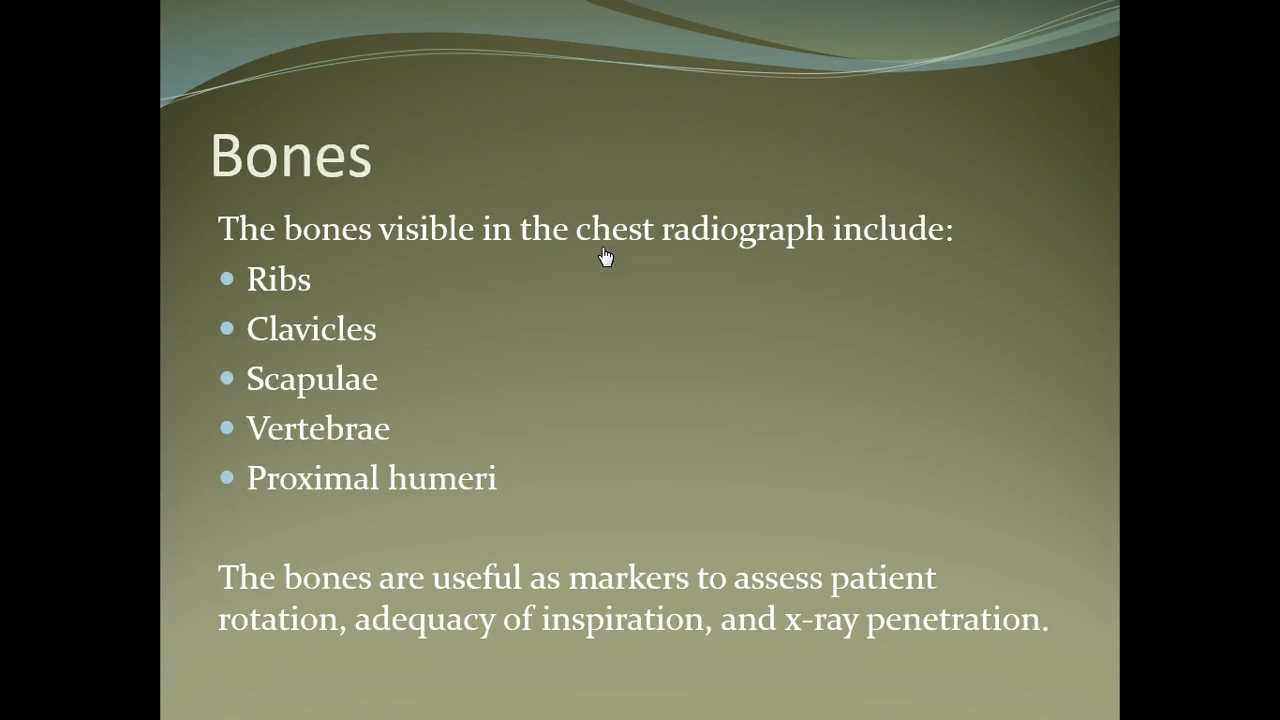 Bones
The bones visible in the chest radiograph include:
Ribs
Clavicles
Scapulae
Vertebrae
Proximal humeri
The bones are useful as markers to assess patient
rotation, adequacy of inspiration, and x-ray penetration.